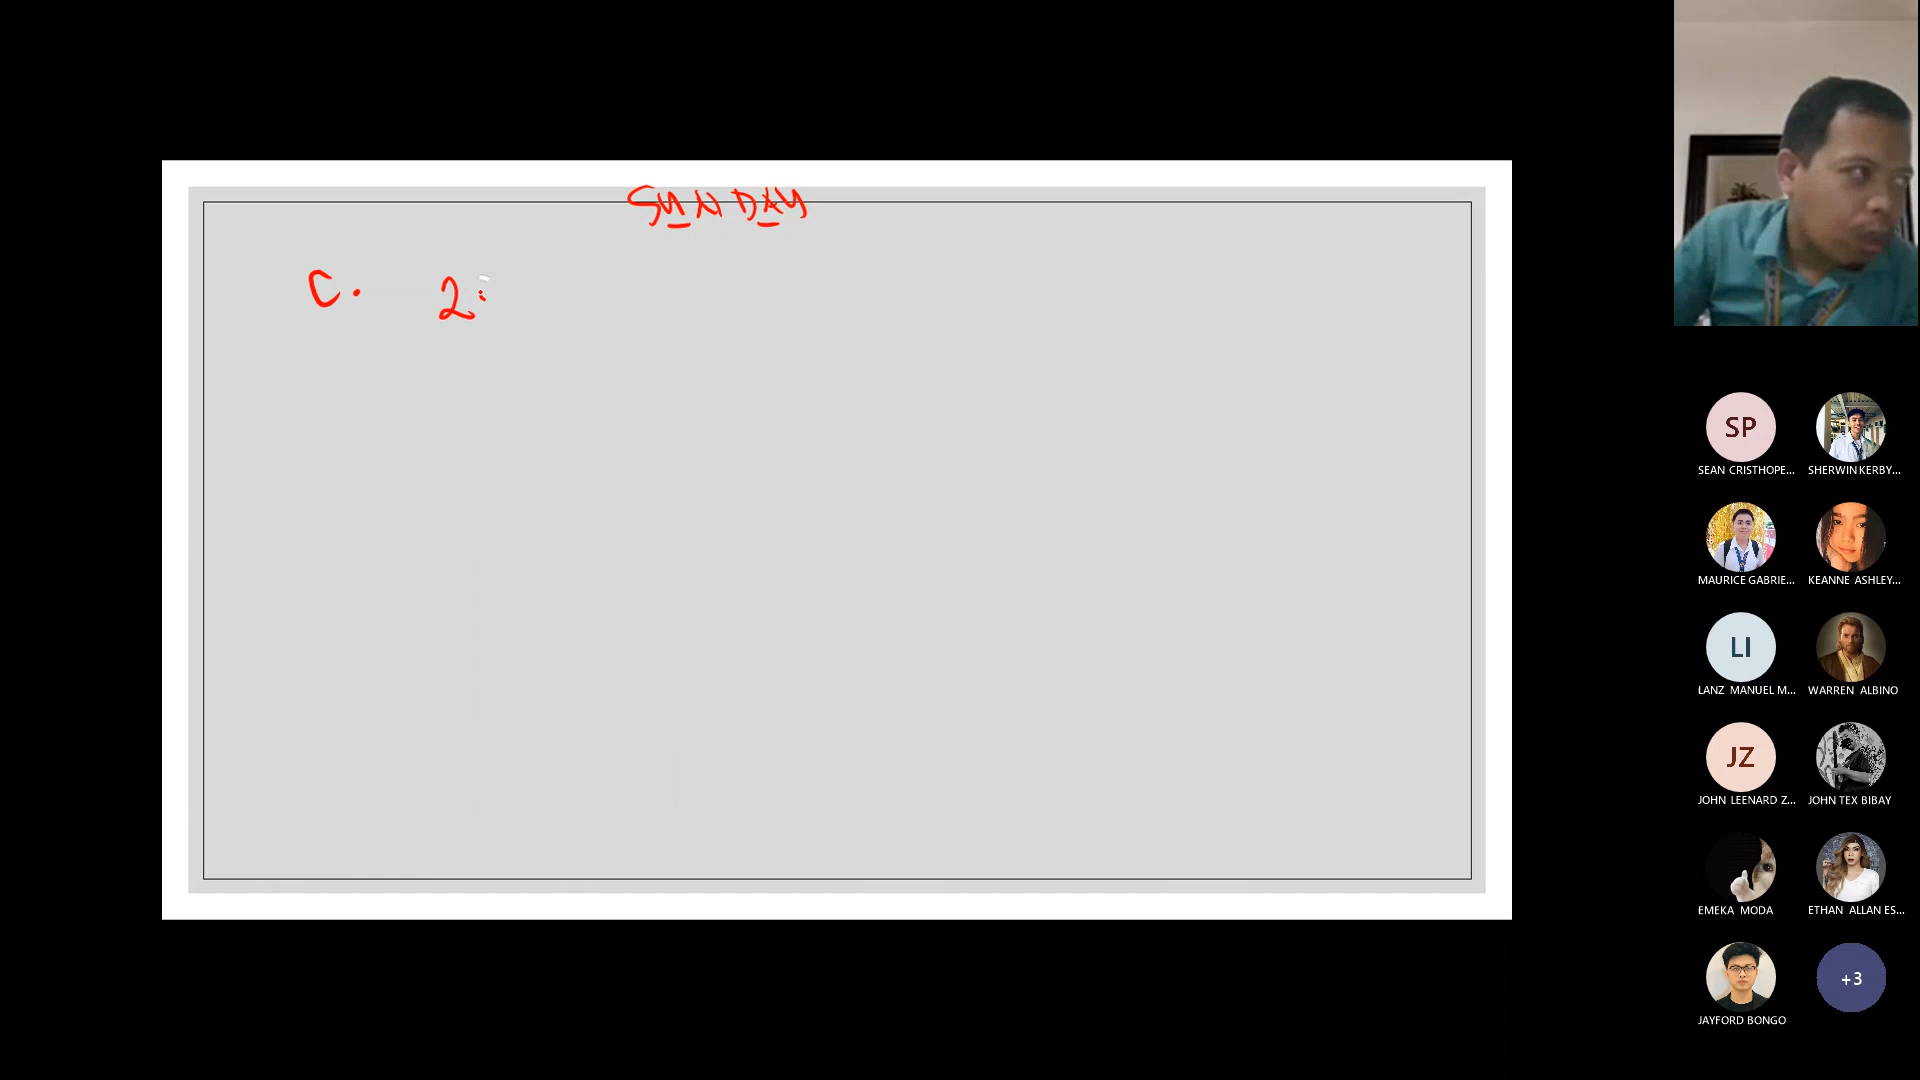 SUNDAY
C. 2:
SP
SEAN CRISTHOPE... SHERWIN KERBY...
MAURICE GABRIE... KEANNE ASHLEY...
LI
LANZ MANUEL M... WARREN ALBINO
JZ
JOHN LEENARD Z... JOHN TEX BIBAY
EMEKA MODA ETHAN ALLAN ES...
+3
JAYFORD BONGO